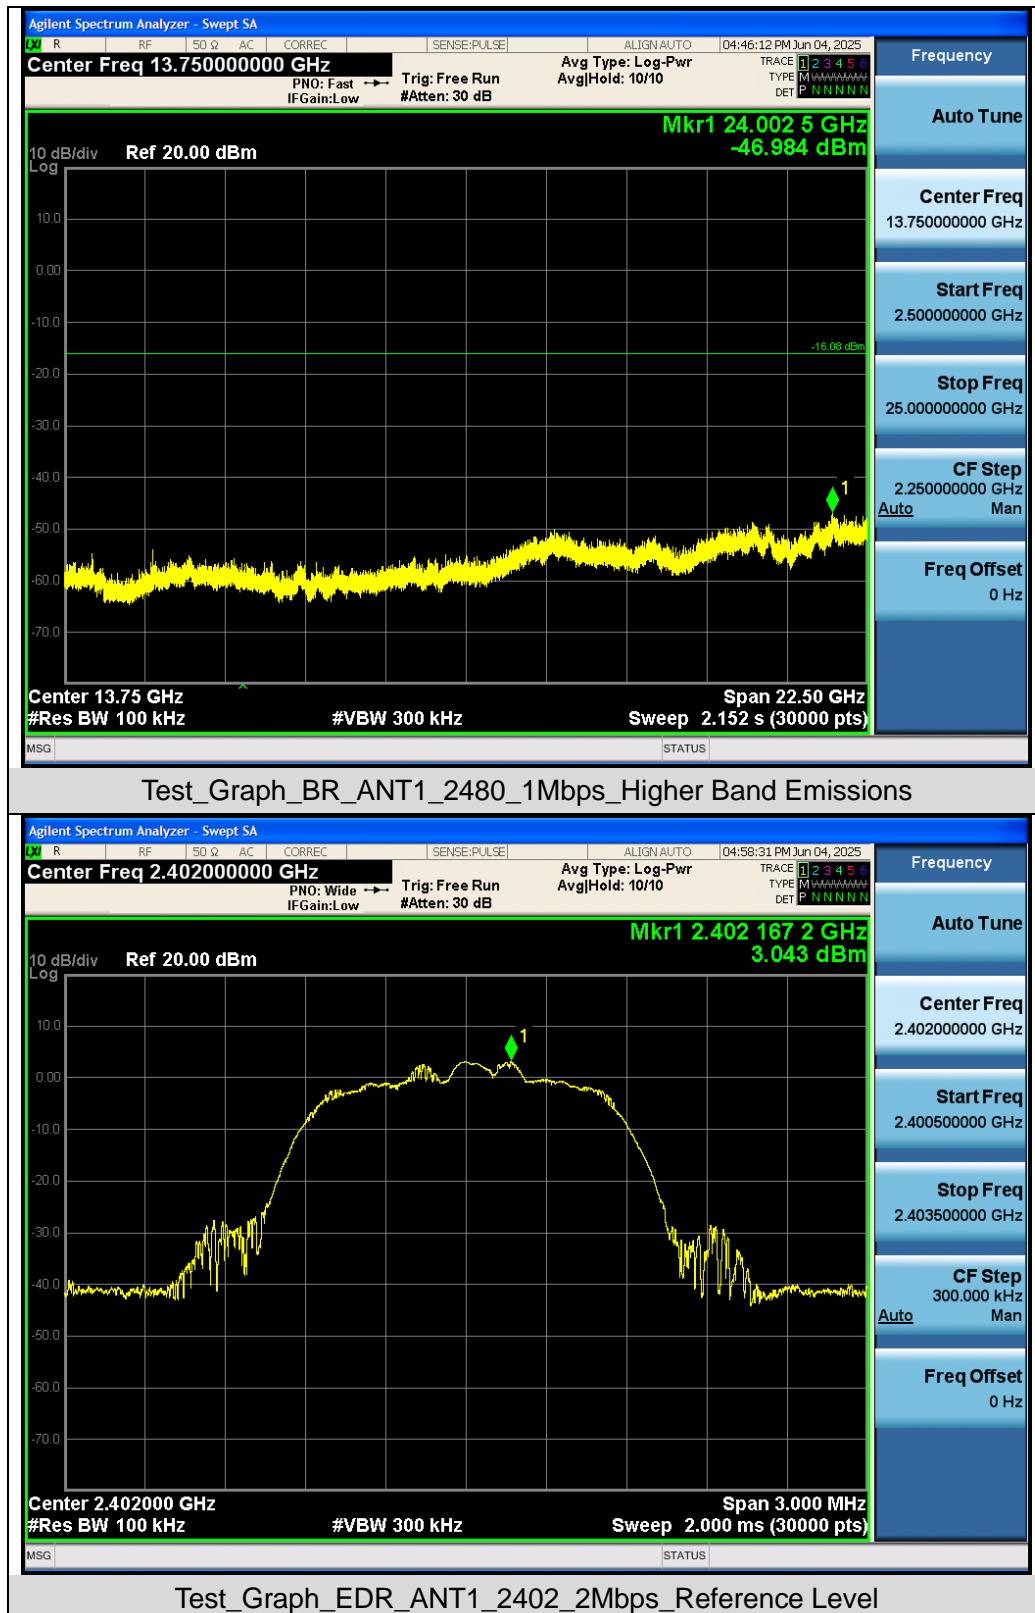 Agilent Spectrum Analyzer - Swept SA
LXI R RF 50 Ω AC CORREC SENSE:PULSE ALIGN AUTO 04:46:12 PM Jun 04, 2025
Center Freq 13.750000000 GHz
PNO: Fast
IFGain:Low
Trig: Free Run
#Atten: 30 dB
Avg Type: Log-Pwr
Avg|Hold: 10/10
TRACE 1 2 3 4 5 6
TYPE M
DET P N N N N N
Mkr1 24.002 5 GHz
-46.984 dBm
10 dB/div Ref 20.00 dBm
Log
10.0
0.00
-10.0
-16.08 dBm
-20.0
-30.0
-40.0
1
-50.0
-60.0
-70.0
Center 13.75 GHz Span 22.50 GHz
#Res BW 100 kHz #VBW 300 kHz Sweep 2.152 s (30000 pts)
MSG STATUS
Frequency
Auto Tune
Center Freq
13.750000000 GHz
Start Freq
2.500000000 GHz
Stop Freq
25.000000000 GHz
CF Step
2.250000000 GHz
Auto Man
Freq Offset
0 Hz
Test_Graph_BR_ANT1_2480_1Mbps_Higher Band Emissions
Agilent Spectrum Analyzer - Swept SA
LXI R RF 50 Ω AC CORREC SENSE:PULSE ALIGN AUTO 04:58:31 PM Jun 04, 2025
Center Freq 2.402000000 GHz
PNO: Wide
IFGain:Low
Trig: Free Run
#Atten: 30 dB
Avg Type: Log-Pwr
Avg|Hold: 10/10
TRACE 1 2 3 4 5 6
TYPE M
DET P N N N N N
Mkr1 2.402 167 2 GHz
3.043 dBm
10 dB/div Ref 20.00 dBm
Log
10.0
1
0.00
-10.0
-20.0
-30.0
-40.0
-50.0
-60.0
-70.0
Center 2.402000 GHz Span 3.000 MHz
#Res BW 100 kHz #VBW 300 kHz Sweep 2.000 ms (30000 pts)
MSG STATUS
Frequency
Auto Tune
Center Freq
2.402000000 GHz
Start Freq
2.400500000 GHz
Stop Freq
2.403500000 GHz
CF Step
300.000 kHz
Auto Man
Freq Offset
0 Hz
Test_Graph_EDR_ANT1_2402_2Mbps_Reference Level